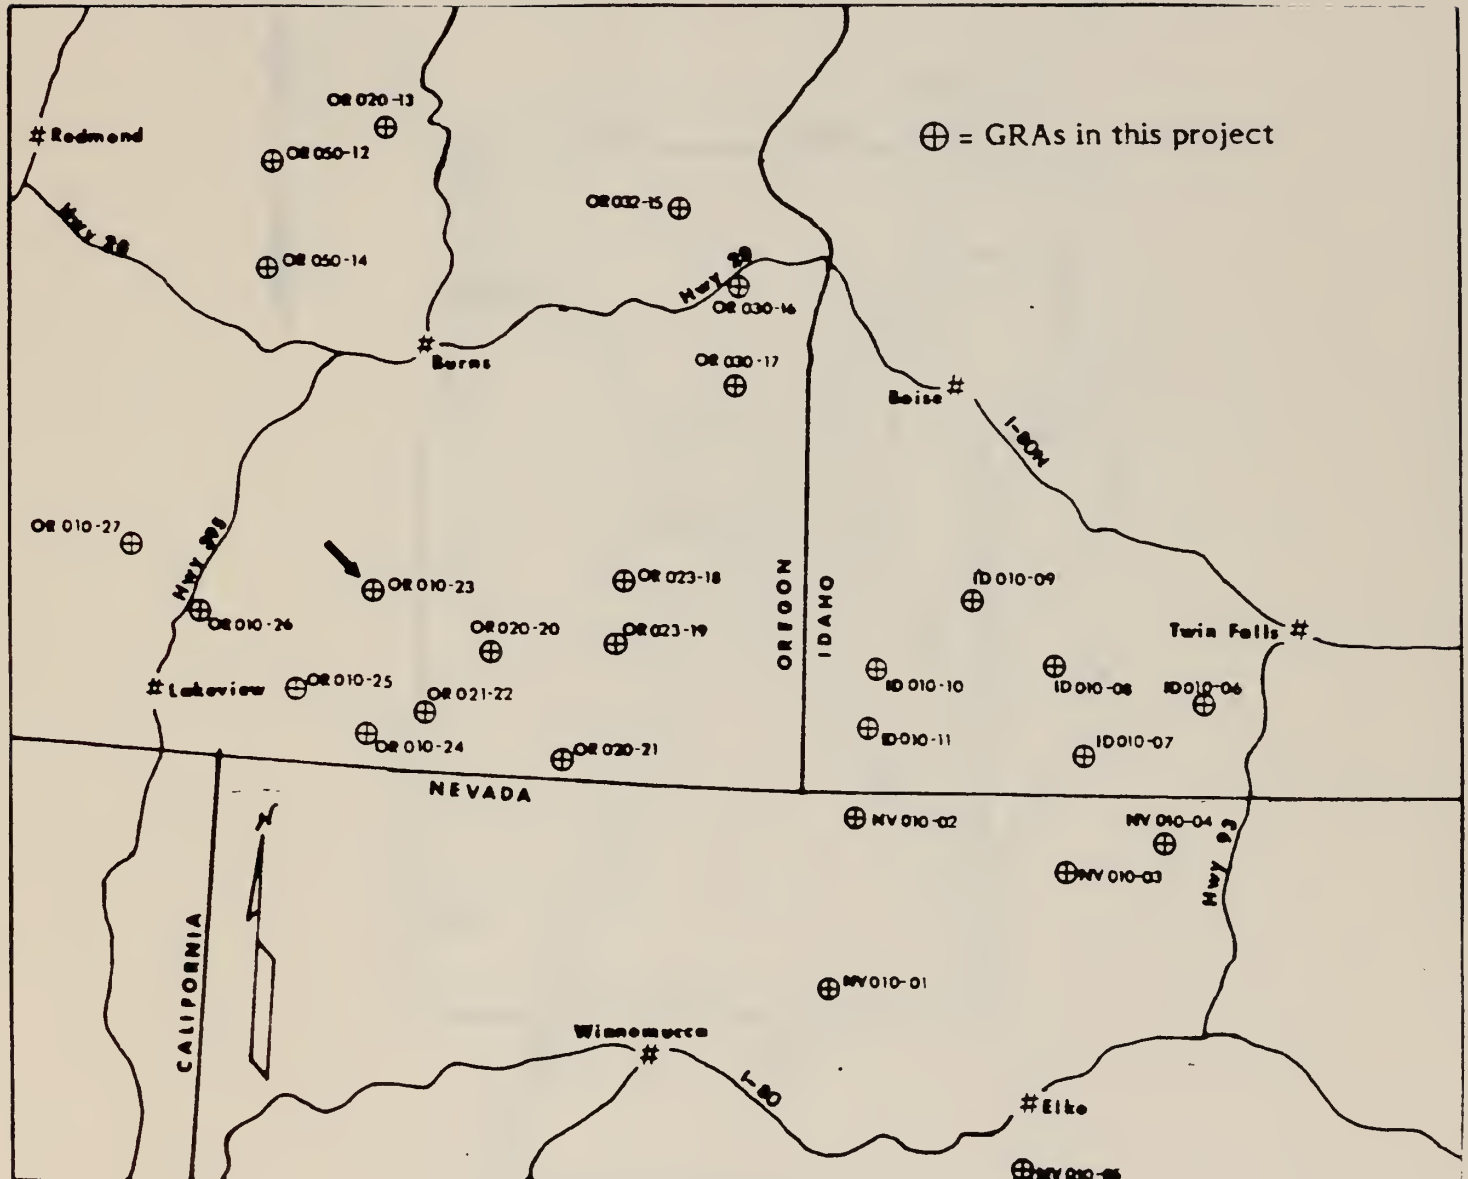 OR 020-13
⊕ = GRAs in this project
# Redmond
OR 050-12
OR 032-15
Hwy 20
OR 050-14
Hwy 20
OR 030-16
Burns
OR 030-17
Boise
I-80N
OR 010-27
Hwy 395
OR 010-23
OR 023-18
ID 010-09
OREGON
IDAHO
OR 010-26
OR 020-20
OR 023-19
Twin Falls
Lakeview
OR 010-25
OR 021-22
ID 010-10
ID 010-08
ID 010-06
OR 010-24
OR 020-21
ID 010-11
ID 010-07
NEVADA
N
NV 010-02
NV 010-04
NV 010-03
Hwy 93
CALIFORNIA
NV 010-01
Winnemucca
I-80
Elko
NV 010-05